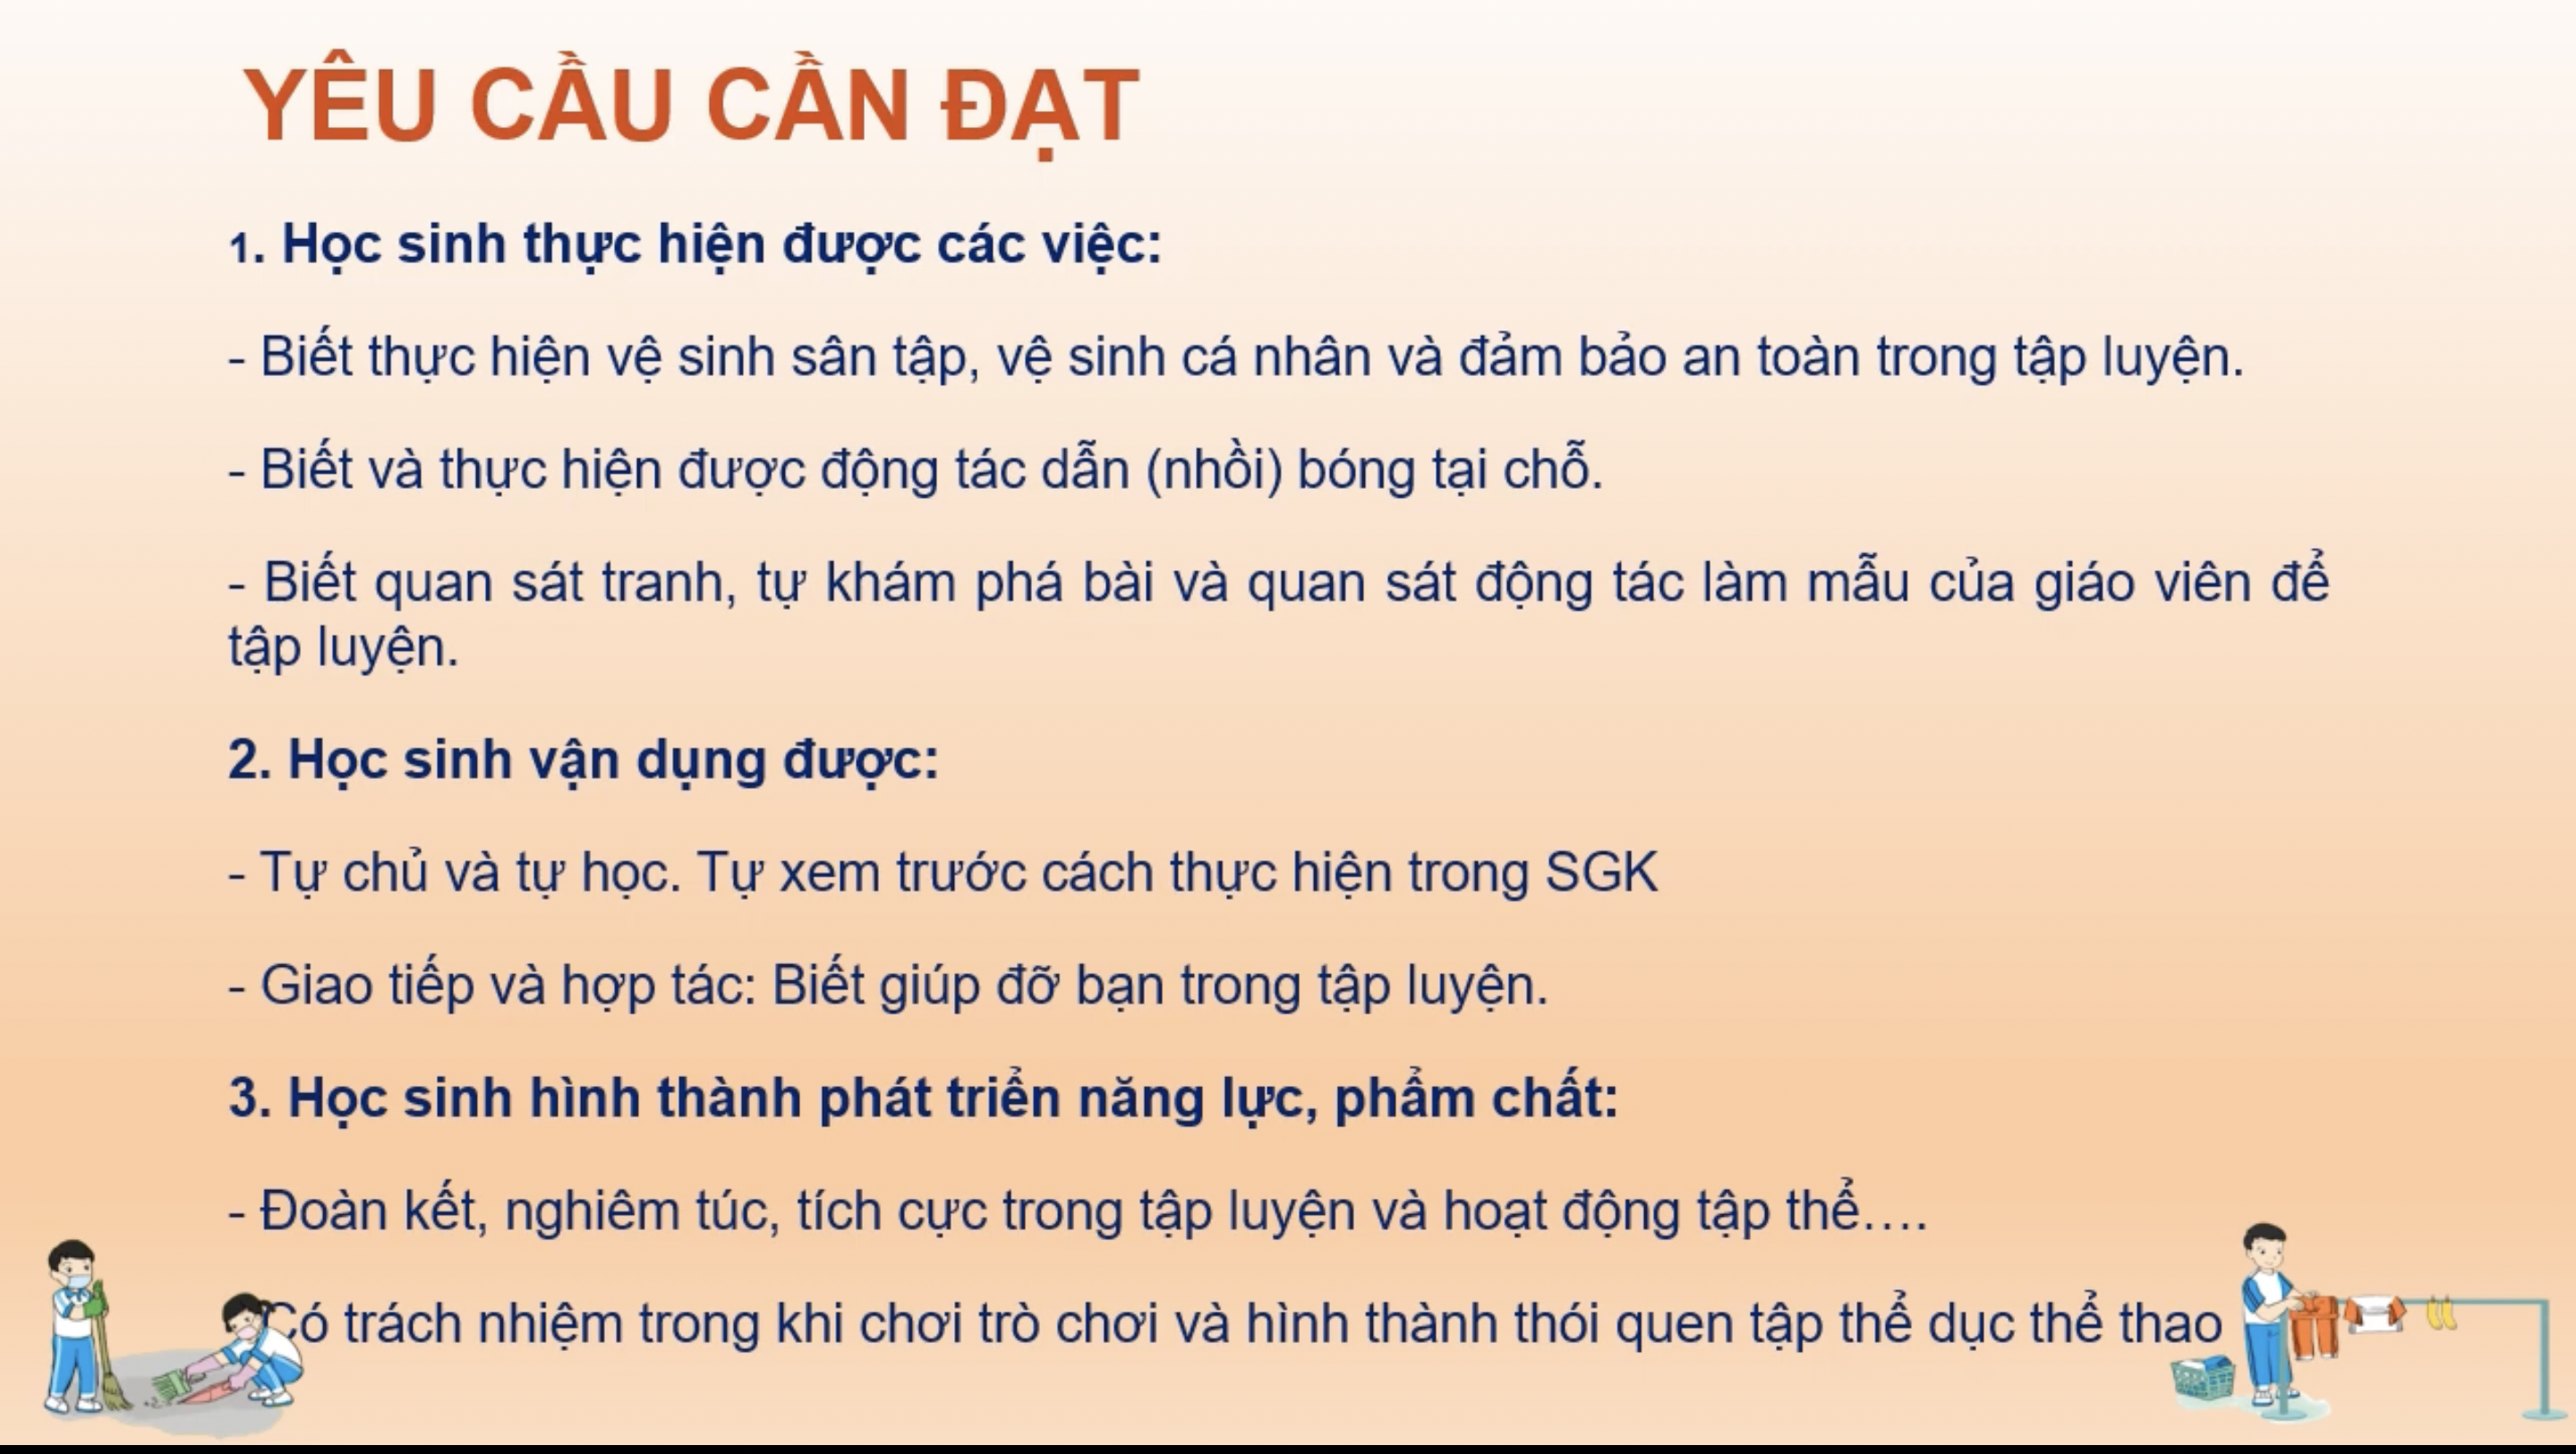 YÊU CẦU CẦN ĐẠT
1. Học sinh thực hiện được các việc:
- Biết thực hiện vệ sinh sân tập, vệ sinh cá nhân và đảm bảo an toàn trong tập luyện.
- Biết và thực hiện được động tác dẫn (nhồi) bóng tại chỗ.
- Biết quan sát tranh, tự khám phá bài và quan sát động tác làm mẫu của giáo viên để
tập luyện.
2. Học sinh vận dụng được:
- Tự chủ và tự học. Tự xem trước cách thực hiện trong SGK
- Giao tiếp và hợp tác: Biết giúp đỡ bạn trong tập luyện.
3. Học sinh hình thành phát triển năng lực, phẩm chất:
- Đoàn kết, nghiêm túc, tích cực trong tập luyện và hoạt động tập thể....
Có trách nhiệm trong khi chơi trò chơi và hình thành thói quen tập thể dục thể thao